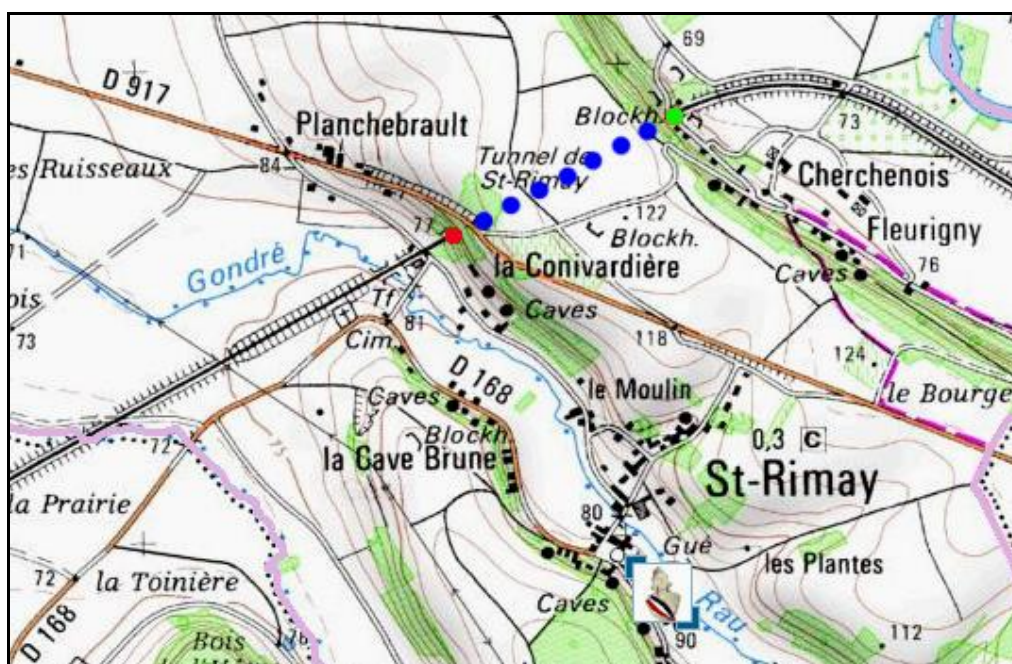 69
D 917
Blockh.
73
Planchebrault
Tunnel de
St-Rimay
84
es Ruisseaux
Cherchenois
122
Blockh.
77
Fleurigny
71
Gondré
la Conivardière
76
Caves
ois
Tf
Caves
81
73
Cim.
118
124
D 168
le Moulin
le Bourge
Caves
0,3 C
72
Blockh.
la Cave Brune
St-Rimay
la Prairie
80
Gué
les Plantes
72
la Toinière
Caves
Rau
D 168
90
112
Bois